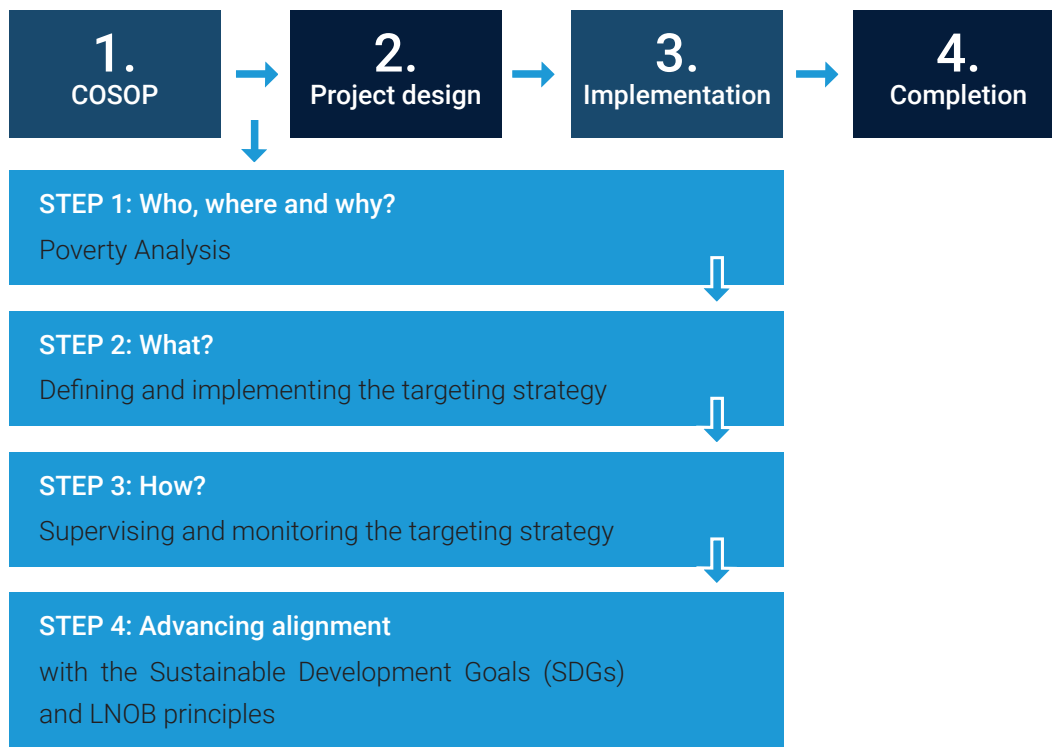 1.
COSOP
2.
Project design
3.
Implementation
4.
Completion
STEP 1: Who, where and why?
Poverty Analysis
STEP 2: What?
Defining and implementing the targeting strategy
STEP 3: How?
Supervising and monitoring the targeting strategy
STEP 4: Advancing alignment
with the Sustainable Development Goals (SDGs)
and LNOB principles